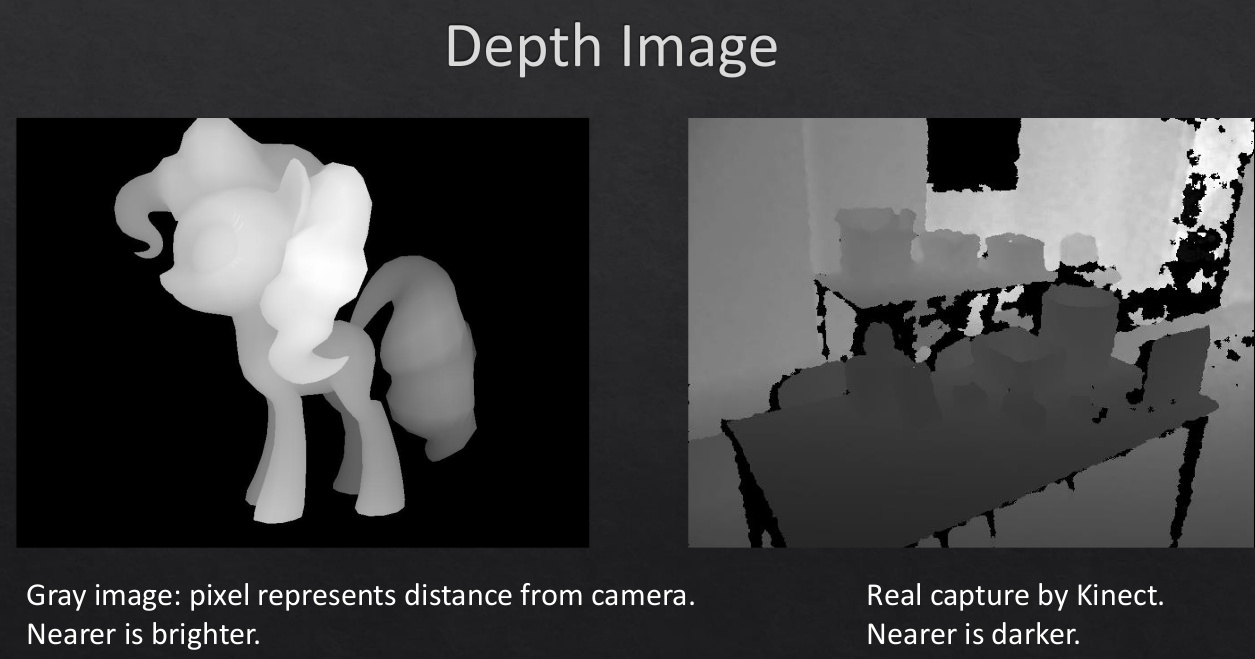 Depth Image
Gray image: pixel represents distance from camera.
Nearer is brighter.
Real capture by Kinect.
Nearer is darker.